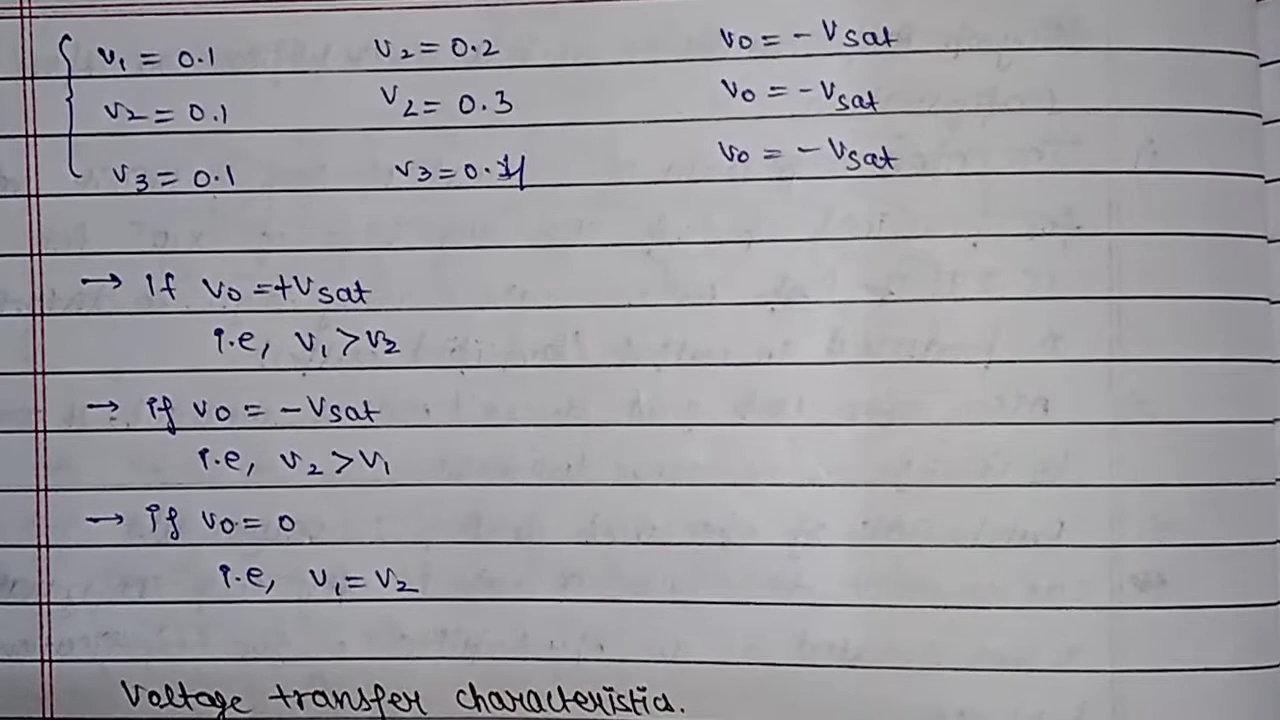 v₁ = 0.1 v₂ = 0.2 v₀ = - Vsat
v₂ = 0.1 v₂ = 0.3 v₀ = - Vsat
v₃ = 0.1 v₃ = 0. v₀ = - Vsat
→ If v₀ = +Vsat
i.e, v₁ > v₂
→ if v₀ = - Vsat
i.e, v₂ > v₁
→ if v₀ = 0
i.e, v₁ = v₂
Voltage transfer characteristics.